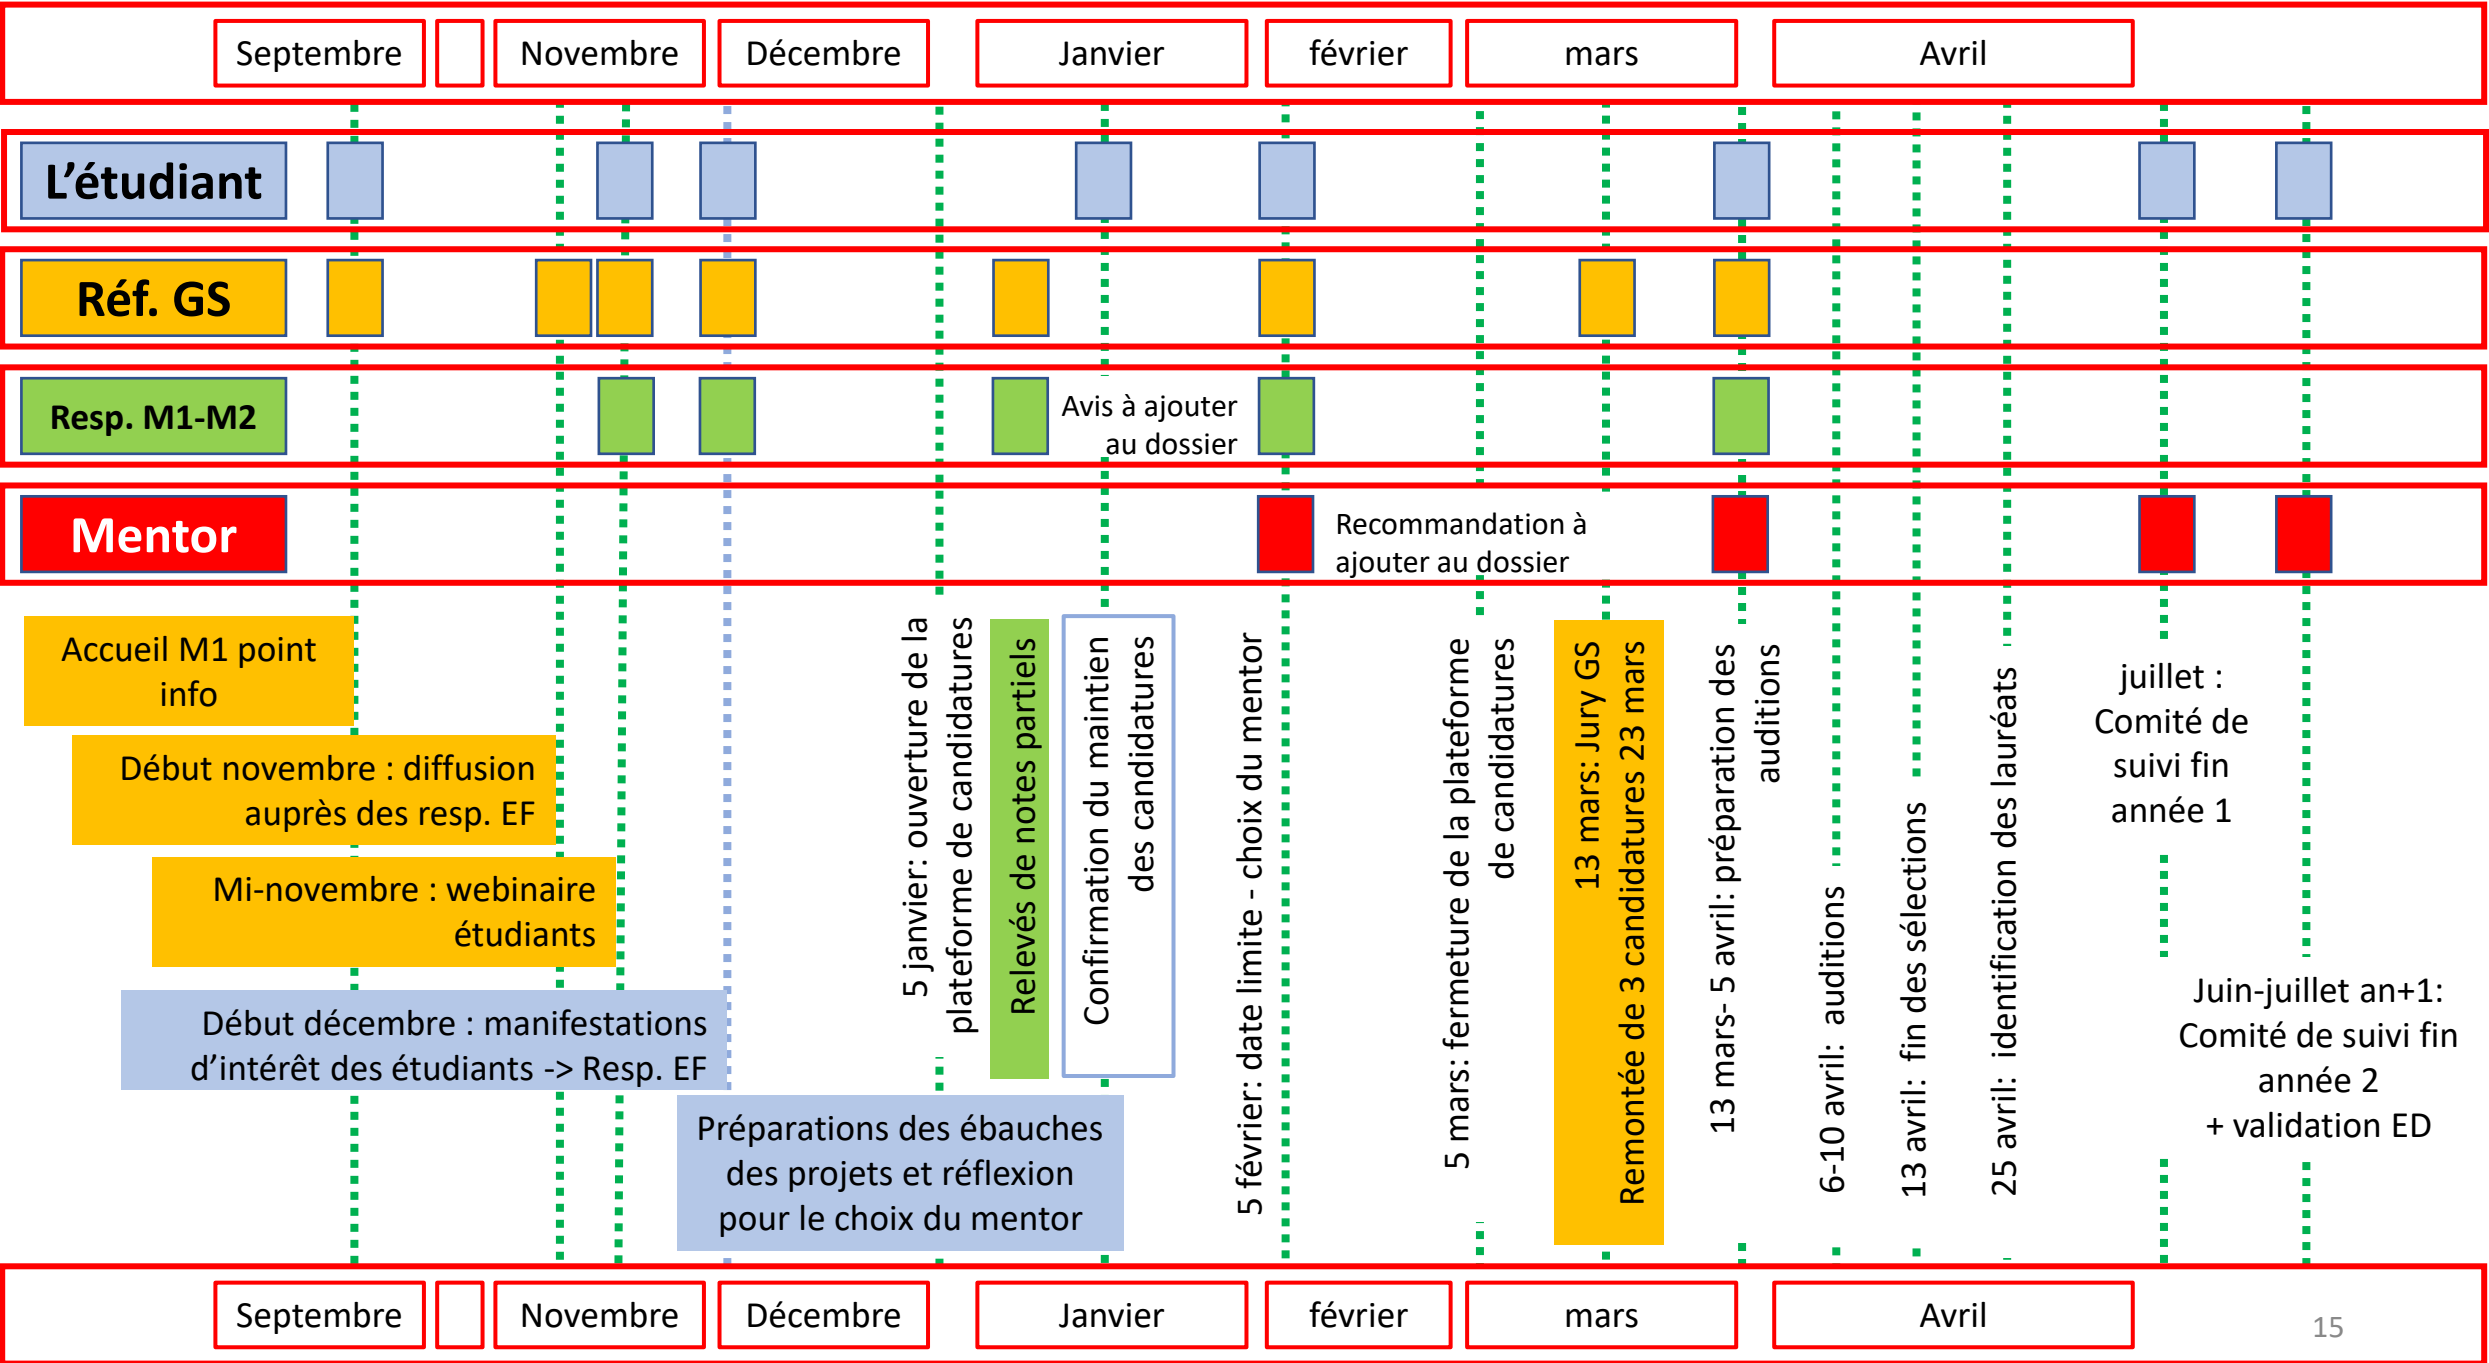 Septembre
Novembre
Décembre
Janvier
février
mars
Avril
L’étudiant
Réf. GS
Resp. M1-M2
Avis à ajouter
au dossier
Mentor
Recommandation à
ajouter au dossier
Accueil M1 point
info
Début novembre : diffusion
auprès des resp. EF
Mi-novembre : webinaire
étudiants
Début décembre : manifestations
d’intérêt des étudiants -> Resp. EF
Préparations des ébauches
des projets et réflexion
pour le choix du mentor
5 janvier: ouverture de la
plateforme de candidatures
Relevés de notes partiels
Confirmation du maintien
des candidatures
5 février: date limite - choix du mentor
5 mars: fermeture de la plateforme
de candidatures
13 mars: Jury GS
Remontée de 3 candidatures 23 mars
13 mars- 5 avril: préparation des
auditions
6-10 avril: auditions
13 avril: fin des sélections
25 avril: identification des lauréats
juillet :
Comité de
suivi fin
année 1
Juin-juillet an+1:
Comité de suivi fin
année 2
+ validation ED
Septembre
Novembre
Décembre
Janvier
février
mars
Avril
15